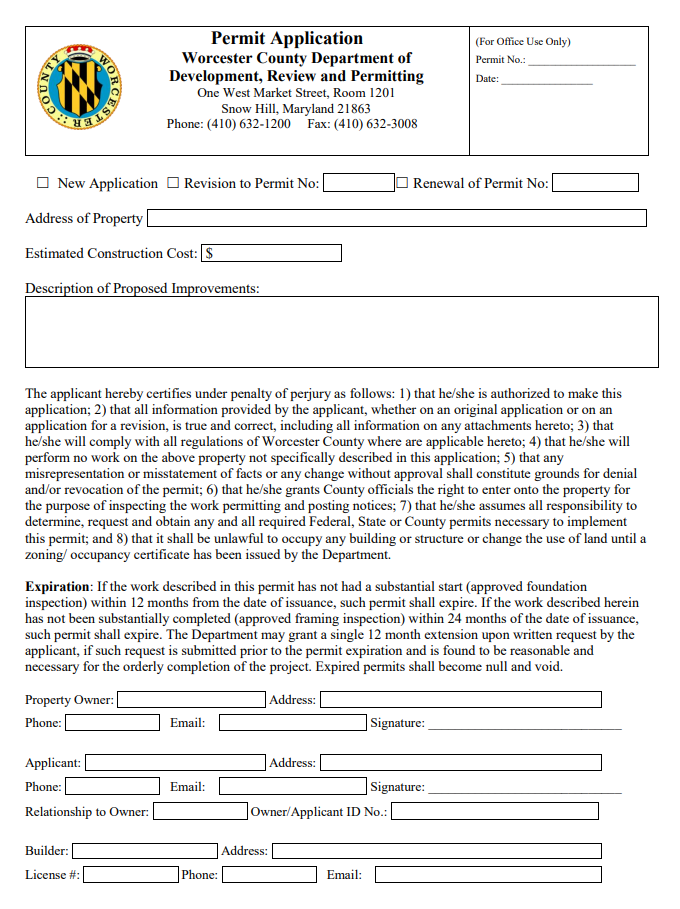 Permit Application
Worcester County Department of
Development, Review and Permitting
One West Market Street, Room 1201
Snow Hill, Maryland 21863
Phone: (410) 632-1200 Fax: (410) 632-3008
COUNTY WORCESTER
(For Office Use Only)
Permit No.: ____________________
Date: _________________
☐ New Application ☐ Revision to Permit No: ☐ Renewal of Permit No:
Address of Property
Estimated Construction Cost: $
Description of Proposed Improvements:
The applicant hereby certifies under penalty of perjury as follows: 1) that he/she is authorized to make this
application; 2) that all information provided by the applicant, whether on an original application or on an
application for a revision, is true and correct, including all information on any attachments hereto; 3) that
he/she will comply with all regulations of Worcester County where are applicable hereto; 4) that he/she will
perform no work on the above property not specifically described in this application; 5) that any
misrepresentation or misstatement of facts or any change without approval shall constitute grounds for denial
and/or revocation of the permit; 6) that he/she grants County officials the right to enter onto the property for
the purpose of inspecting the work permitting and posting notices; 7) that he/she assumes all responsibility to
determine, request and obtain any and all required Federal, State or County permits necessary to implement
this permit; and 8) that it shall be unlawful to occupy any building or structure or change the use of land until a
zoning/ occupancy certificate has been issued by the Department.
Expiration: If the work described in this permit has not had a substantial start (approved foundation
inspection) within 12 months from the date of issuance, such permit shall expire. If the work described herein
has not been substantially completed (approved framing inspection) within 24 months of the date of issuance,
such permit shall expire. The Department may grant a single 12 month extension upon written request by the
applicant, if such request is submitted prior to the permit expiration and is found to be reasonable and
necessary for the orderly completion of the project. Expired permits shall become null and void.
Property Owner: Address:
Phone: Email: Signature: ___________________________
Applicant: Address:
Phone: Email: Signature: ___________________________
Relationship to Owner: Owner/Applicant ID No.:
Builder: Address:
License #: Phone: Email: